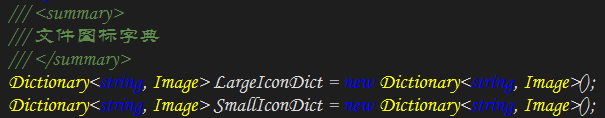 /// <summary>
/// 文件图标字典
/// </summary>
Dictionary<string, Image> LargeIconDict = new Dictionary<string, Image>();
Dictionary<string, Image> SmallIconDict = new Dictionary<string, Image>();